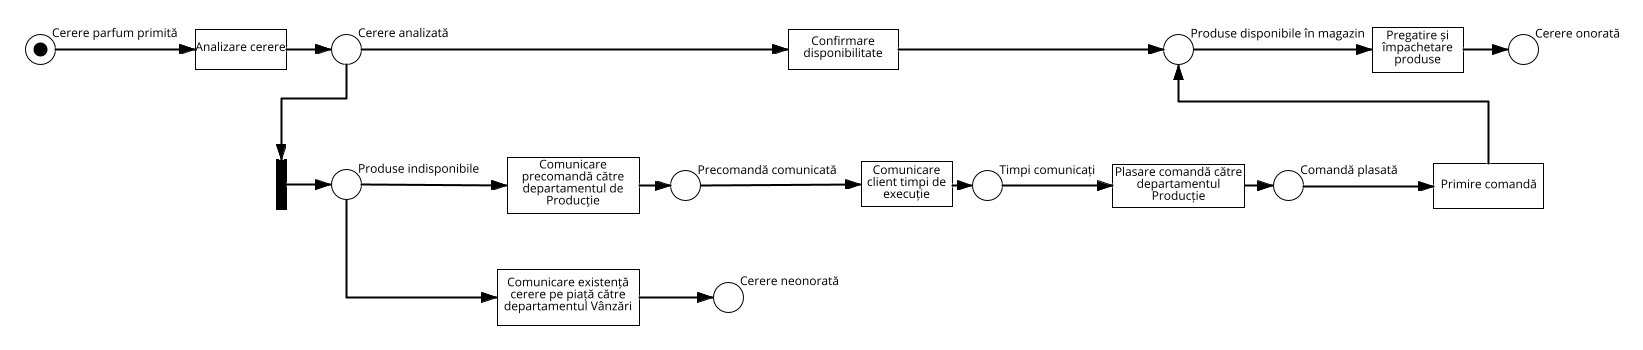 Cerere parfum primită
Analizare cerere
Cerere analizată
Confirmare
disponibilitate
Produse disponibile în magazin
Pregatire și
împachetare
produse
Cerere onorată
Produse indisponibile
Comunicare
precomandă către
departamentul de
Producție
Precomandă comunicată
Comunicare
client timpi de
execuție
Timpi comunicați
Plasare comandă către
departamentul
Producție
Comandă plasată
Primire comandă
Comunicare existență
cerere pe piață către
departamentul Vânzări
Cerere neonorată